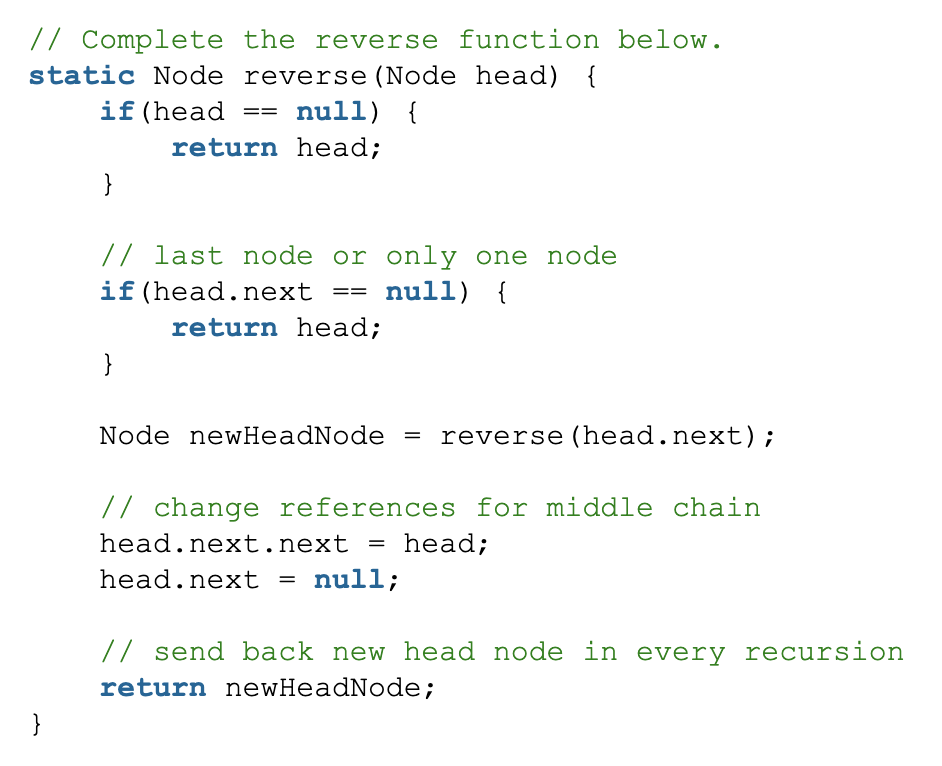 // Complete the reverse function below.
static Node reverse(Node head) {
    if(head == null) {
        return head;
    }

    // last node or only one node
    if(head.next == null) {
        return head;
    }

    Node newHeadNode = reverse(head.next);

    // change references for middle chain
    head.next.next = head;
    head.next = null;

    // send back new head node in every recursion
    return newHeadNode;
}